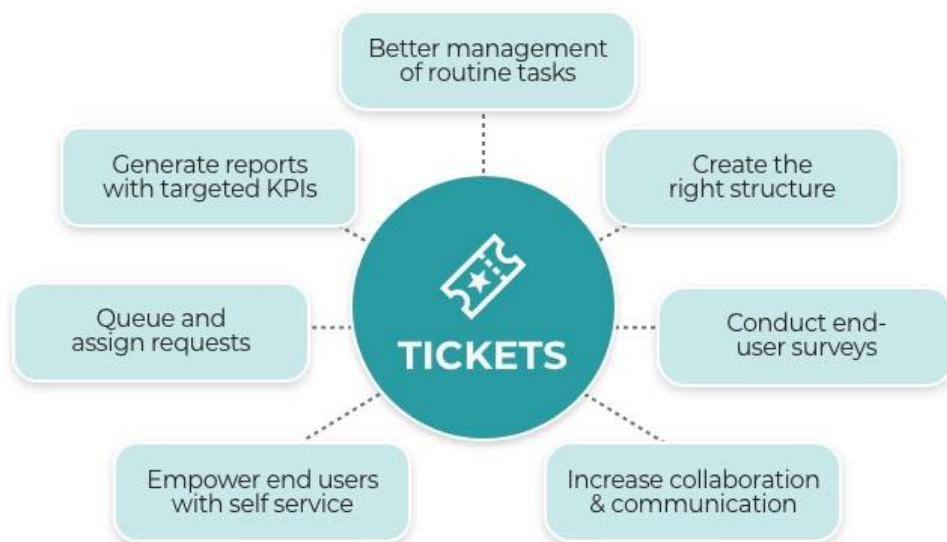 Better management
of routine tasks
Generate reports
with targeted KPIs
Create the
right structure
Queue and
assign requests
TICKETS
Conduct end-
user surveys
Empower end users
with self service
Increase collaboration
& communication